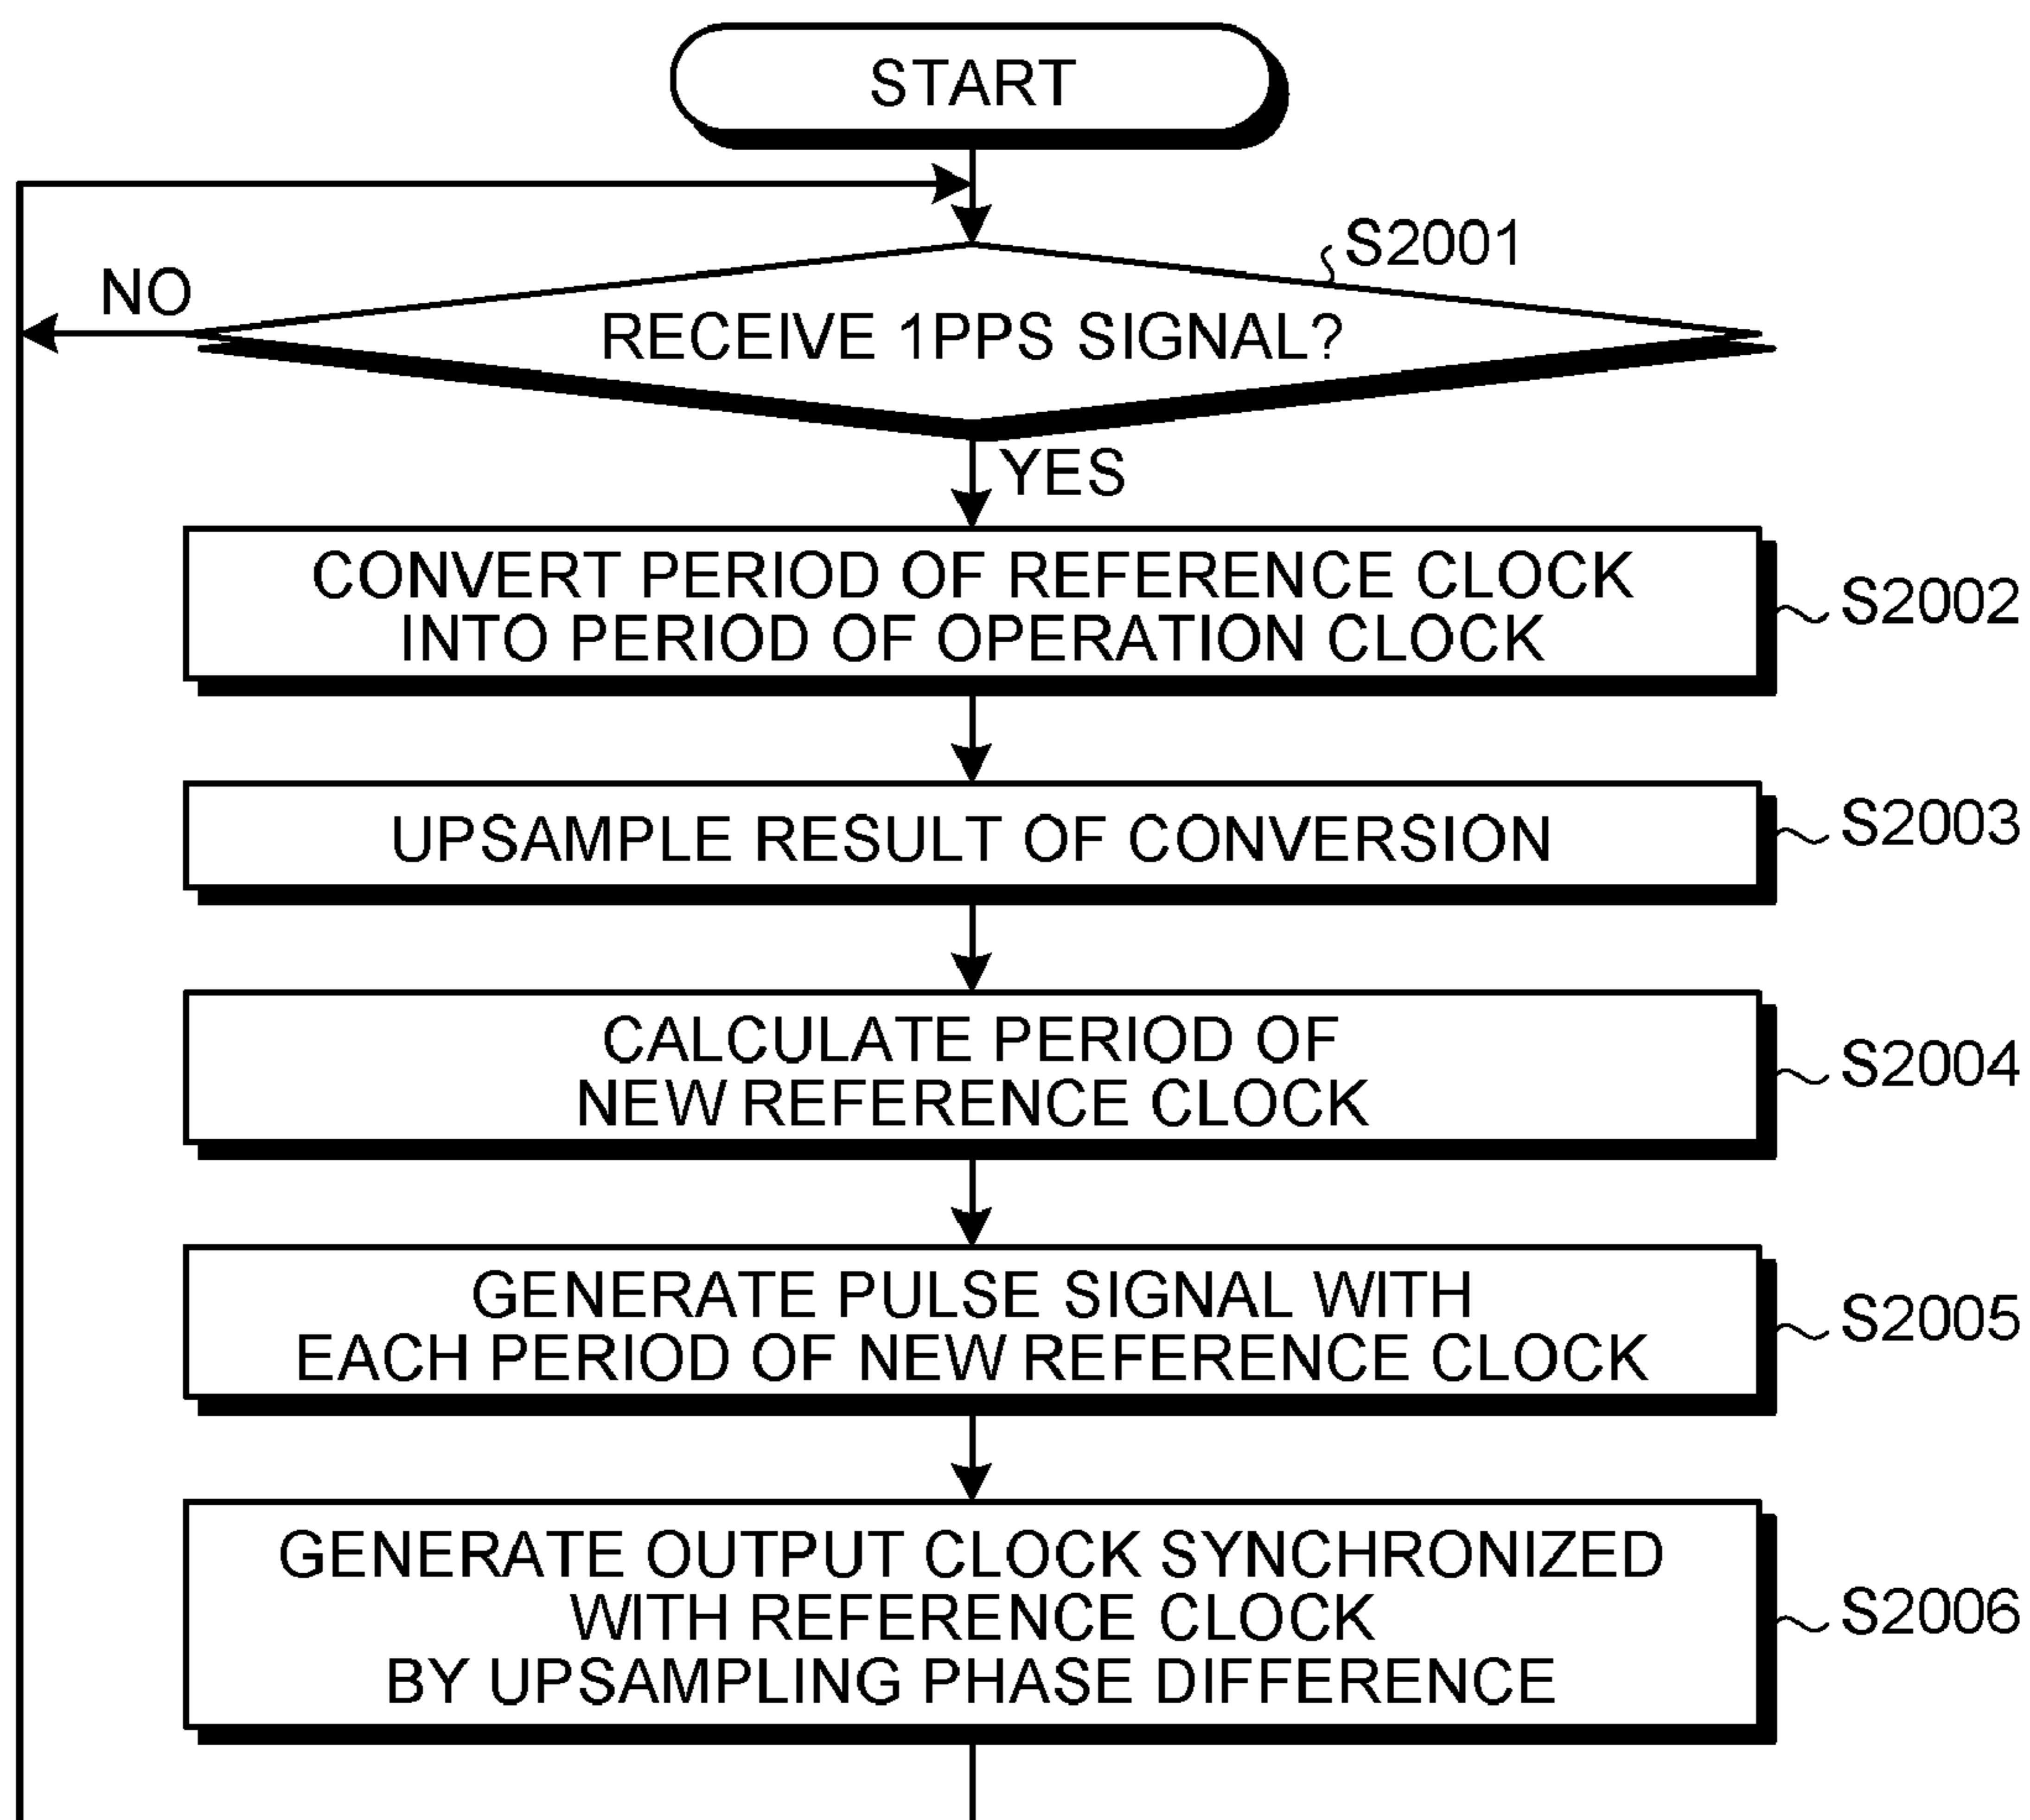 START
S2001
NO
RECEIVE 1PPS SIGNAL?
YES
CONVERT PERIOD OF REFERENCE CLOCK
INTO PERIOD OF OPERATION CLOCK
S2002
UPSAMPLE RESULT OF CONVERSION
S2003
CALCULATE PERIOD OF
NEW REFERENCE CLOCK
S2004
GENERATE PULSE SIGNAL WITH
EACH PERIOD OF NEW REFERENCE CLOCK
S2005
GENERATE OUTPUT CLOCK SYNCHRONIZED
WITH REFERENCE CLOCK
BY UPSAMPLING PHASE DIFFERENCE
S2006